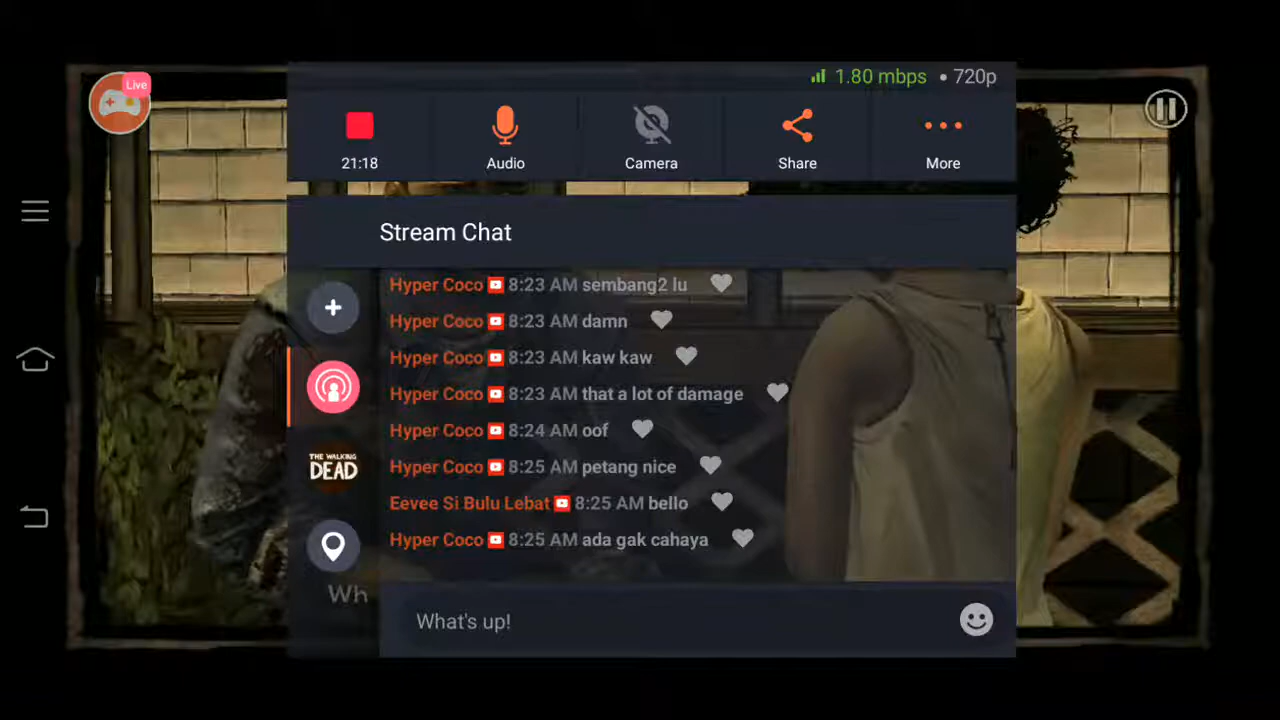 Live
1.80 mbps • 720p
21:18
Audio
Camera
Share
More
Stream Chat
Hyper Coco 8:23 AM sembang2 lu
Hyper Coco 8:23 AM damn
Hyper Coco 8:23 AM kaw kaw
Hyper Coco 8:23 AM that a lot of damage
Hyper Coco 8:24 AM oof
Hyper Coco 8:25 AM petang nice
THE WALKING
DEAD
Eevee Si Bulu Lebat 8:25 AM bello
Hyper Coco 8:25 AM ada gak cahaya
Wh
What's up!